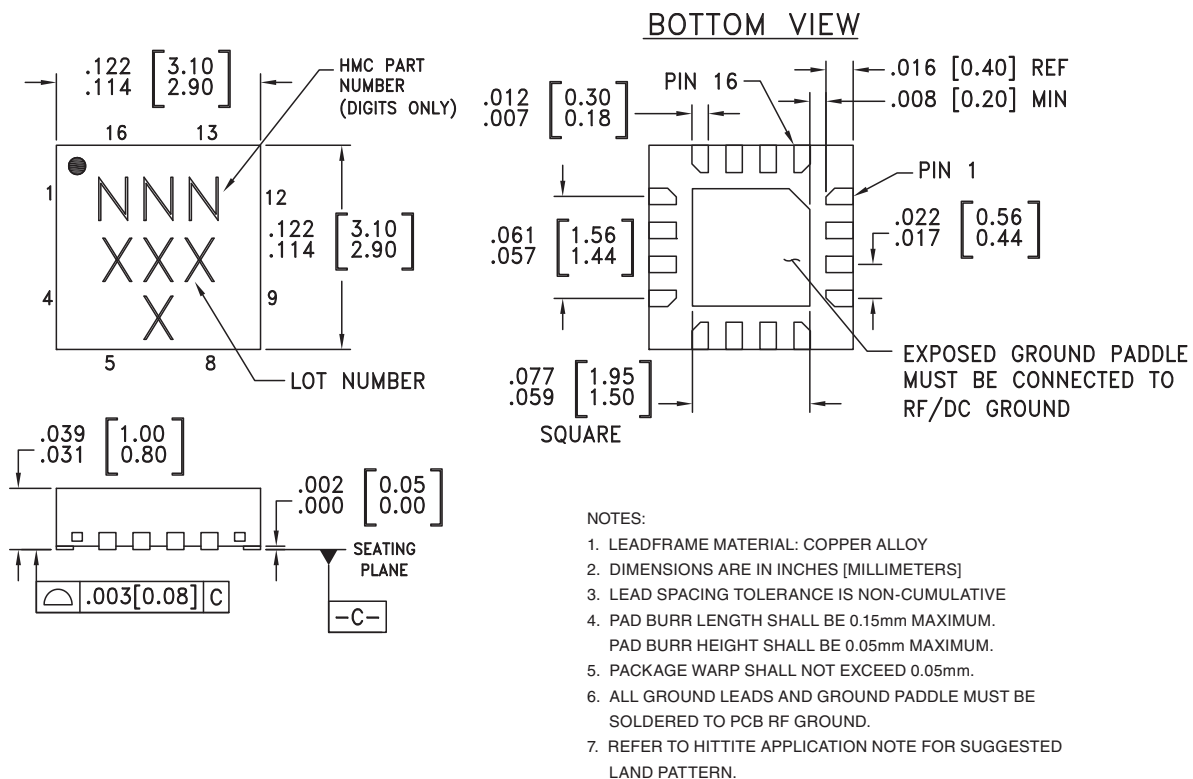 BOTTOM VIEW
.122 [3.10]
.114 [2.90]
HMC PART
NUMBER
(DIGITS ONLY)
16 13
1 12
4 9
5 8
NNN
XXX
X
.122 [3.10]
.114 [2.90]
LOT NUMBER
.012 [0.30]
.007 [0.18]
PIN 16
.016 [0.40] REF
.008 [0.20] MIN
PIN 1
.061 [1.56]
.057 [1.44]
.022 [0.56]
.017 [0.44]
.077 [1.95]
.059 [1.50]
SQUARE
EXPOSED GROUND PADDLE
MUST BE CONNECTED TO
RF/DC GROUND
.039 [1.00]
.031 [0.80]
.002 [0.05]
.000 [0.00]
SEATING
PLANE
.003[0.08] C
-C-
NOTES:
1. LEADFRAME MATERIAL: COPPER ALLOY
2. DIMENSIONS ARE IN INCHES [MILLIMETERS]
3. LEAD SPACING TOLERANCE IS NON-CUMULATIVE
4. PAD BURR LENGTH SHALL BE 0.15mm MAXIMUM.
PAD BURR HEIGHT SHALL BE 0.05mm MAXIMUM.
5. PACKAGE WARP SHALL NOT EXCEED 0.05mm.
6. ALL GROUND LEADS AND GROUND PADDLE MUST BE
SOLDERED TO PCB RF GROUND.
7. REFER TO HITTITE APPLICATION NOTE FOR SUGGESTED
LAND PATTERN.